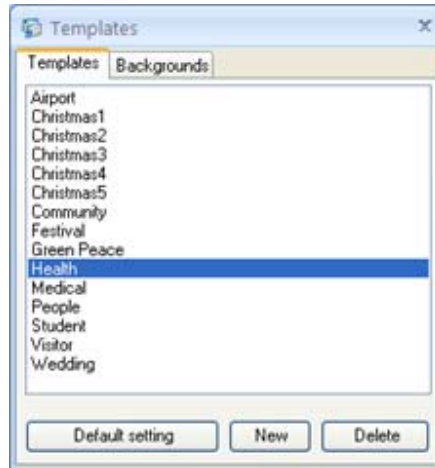 Templates
Templates Backgrounds
Airport
Christmas1
Christmas2
Christmas3
Christmas4
Christmas5
Community
Festival
Green Peace
Health
Medical
People
Student
Visitor
Wedding
Default setting New Delete